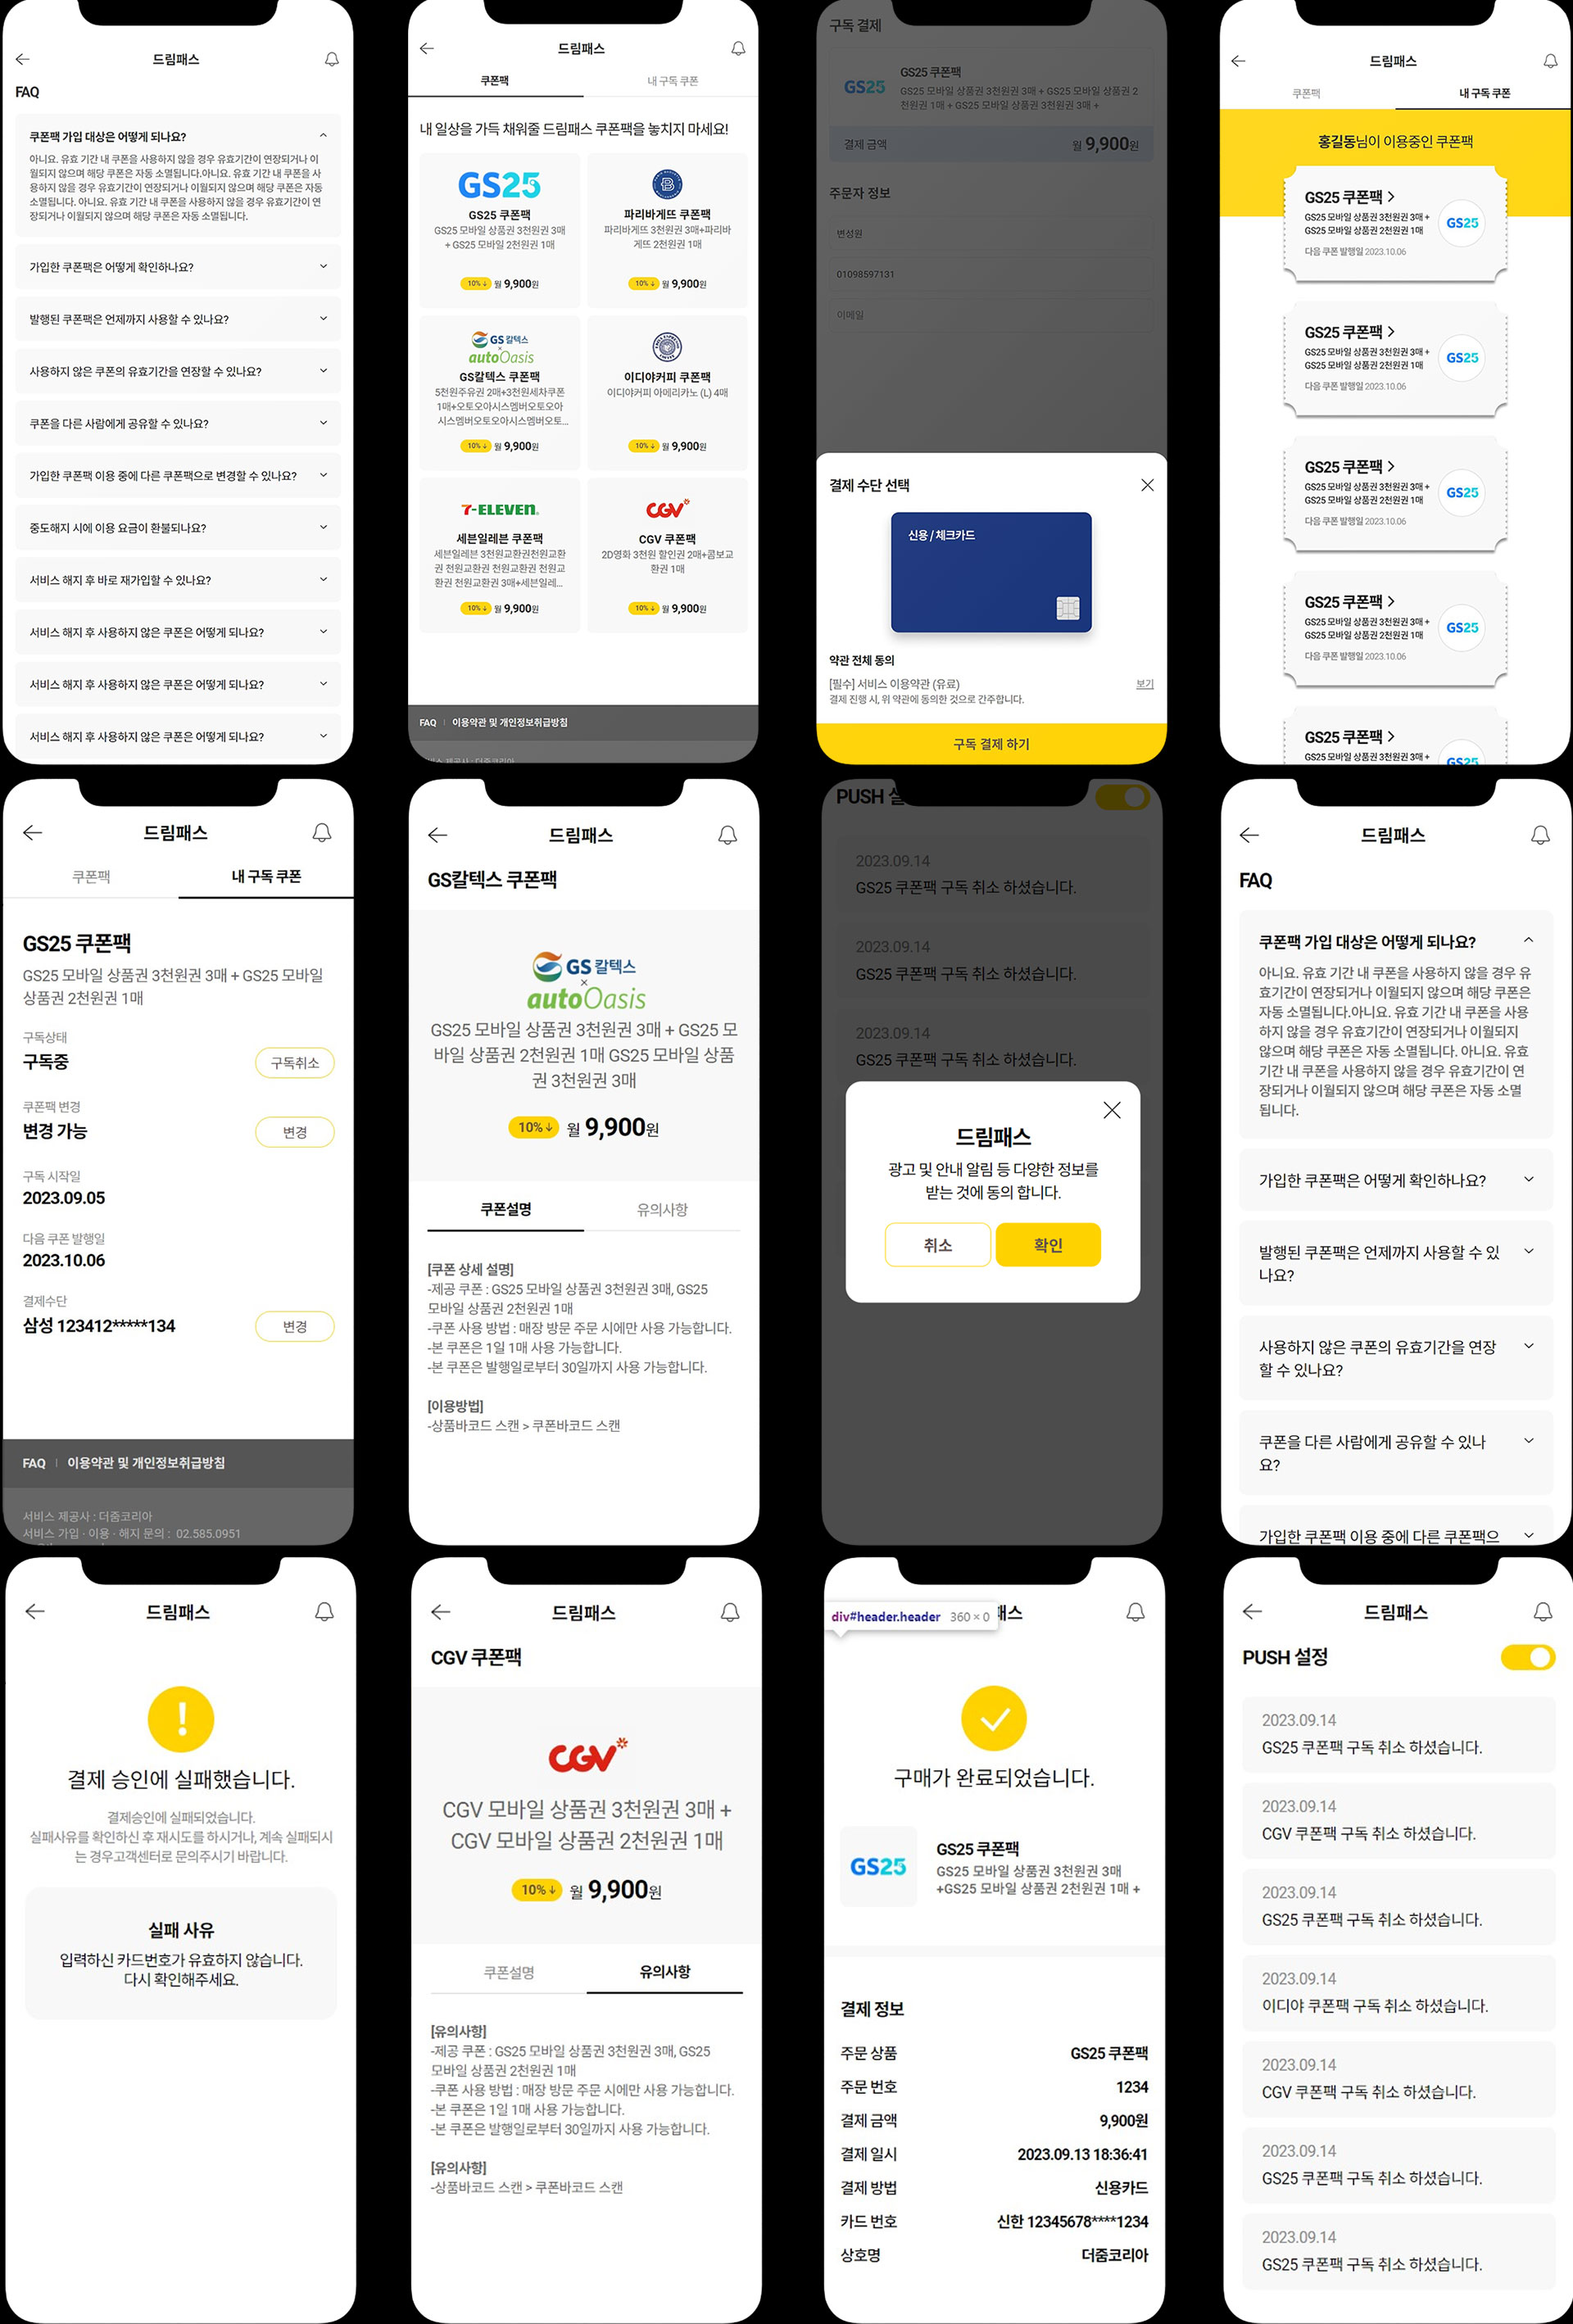 드림패스
FAQ
쿠폰팩 가입 대상은 어떻게 되나요?
아니요. 유효 기간 내 쿠폰을 사용하지 않을 경우 유효기간이 연장되거나 이
월되지 않으며 해당 쿠폰은 자동 소멸됩니다.아니요. 유효 기간 내 쿠폰을 사
용하지 않을 경우 유효기간이 연장되거나 이월되지 않으며 해당 쿠폰은 자동
소멸됩니다. 아니요. 유효 기간 내 쿠폰을 사용하지 않을 경우 유효기간이 연
장되거나 이월되지 않으며 해당 쿠폰은 자동 소멸됩니다.
가입한 쿠폰팩은 어떻게 확인하나요?
발행된 쿠폰팩은 언제까지 사용할 수 있나요?
사용하지 않은 쿠폰의 유효기간을 연장할 수 있나요?
쿠폰을 다른 사람에게 공유할 수 있나요?
가입한 쿠폰팩 이용 중에 다른 쿠폰팩으로 변경할 수 있나요?
중도해지 시에 이용 요금이 환불되나요?
서비스 해지 후 바로 재가입할 수 있나요?
서비스 해지 후 사용하지 않은 쿠폰은 어떻게 되나요?
서비스 해지 후 사용하지 않은 쿠폰은 어떻게 되나요?
서비스 해지 후 사용하지 않은 쿠폰은 어떻게 되나요?
드림패스
쿠폰팩 내 구독 쿠폰
내 일상을 가득 채워줄 드림패스 쿠폰팩을 놓치지 마세요!
GS25
GS25 쿠폰팩
GS25 모바일 상품권 3천원권 3매
+ GS25 모바일 2천원권 1매
10%↓ 월 9,900원
파리바게뜨 쿠폰팩
파리바게뜨 3천원권 3매+파리바
게뜨 2천원권 1매
10%↓ 월 9,900원
GS 칼텍스
×
autoOasis
GS칼텍스 쿠폰팩
5천원주유권 2매+3천원세차쿠폰
1매+오토오아시스멤버오토오아
시스멤버오토오아시스멤버오토...
10%↓ 월 9,900원
이디야커피 쿠폰팩
이디야커피 아메리카노 (L) 4매
10%↓ 월 9,900원
7-ELEVEN.
세븐일레븐 쿠폰팩
세븐일레븐 3천원교환권천원교환
권 천원교환권 천원교환권 천원교
환권 천원교환권 3매+세븐일레...
10%↓ 월 9,900원
CGV
CGV 쿠폰팩
2D영화 3천원 할인권 2매+콤보교
환권 1매
10%↓ 월 9,900원
FAQ | 이용약관 및 개인정보취급방침
제공사 : 더줌코리아
구독 결제
GS25
GS25 쿠폰팩
GS25 모바일 상품권 3천원권 3매 + GS25 모바일 상품권 2
천원권 1매 + GS25 모바일 상품권 3천원권 3매 +
결제 금액 월 9,900원
주문자 정보
변성원
01098597131
이메일
결제 수단 선택
신용 / 체크카드
약관 전체 동의
[필수] 서비스 이용약관 (유료) 보기
결제 진행 시, 위 약관에 동의한 것으로 간주합니다.
구독 결제 하기
드림패스
쿠폰팩 내 구독 쿠폰
홍길동님이 이용중인 쿠폰팩
GS25 쿠폰팩 >
GS25 모바일 상품권 3천원권 3매 +
GS25 모바일 상품권 2천원권 1매
다음 쿠폰 발행일 2023.10.06
GS25
GS25 쿠폰팩 >
GS25 모바일 상품권 3천원권 3매 +
GS25 모바일 상품권 2천원권 1매
다음 쿠폰 발행일 2023.10.06
GS25
GS25 쿠폰팩 >
GS25 모바일 상품권 3천원권 3매 +
GS25 모바일 상품권 2천원권 1매
다음 쿠폰 발행일 2023.10.06
GS25
GS25 쿠폰팩 >
GS25 모바일 상품권 3천원권 3매 +
GS25 모바일 상품권 2천원권 1매
다음 쿠폰 발행일 2023.10.06
GS25
GS25 쿠폰팩 >
GS25 모바일 상품권 3천원권 3매 +
GS25
드림패스
쿠폰팩 내 구독 쿠폰
GS25 쿠폰팩
GS25 모바일 상품권 3천원권 3매 + GS25 모바일
상품권 2천원권 1매
구독상태
구독중 구독취소
쿠폰팩 변경
변경 가능 변경
구독 시작일
2023.09.05
다음 쿠폰 발행일
2023.10.06
결제수단
삼성 123412*****134 변경
FAQ | 이용약관 및 개인정보취급방침
서비스 제공사 : 더줌코리아
서비스 가입 · 이용 · 해지 문의 : 02.585.0951
드림패스
GS칼텍스 쿠폰팩
GS 칼텍스
×
autoOasis
GS25 모바일 상품권 3천원권 3매 + GS25 모
바일 상품권 2천원권 1매 GS25 모바일 상품
권 3천원권 3매
10%↓ 월 9,900원
쿠폰설명 유의사항
[쿠폰 상세 설명]
-제공 쿠폰 : GS25 모바일 상품권 3천원권 3매, GS25
모바일 상품권 2천원권 1매
-쿠폰 사용 방법 : 매장 방문 주문 시에만 사용 가능합니다.
-본 쿠폰은 1일 1매 사용 가능합니다.
-본 쿠폰은 발행일로부터 30일까지 사용 가능합니다.
[이용방법]
-상품바코드 스캔 > 쿠폰바코드 스캔
PUSH 설
2023.09.14
GS25 쿠폰팩 구독 취소 하셨습니다.
2023.09.14
GS25 쿠폰팩 구독 취소 하셨습니다.
2023.09.14
GS25 쿠폰팩 구독 취소 하셨습니다.
드림패스
광고 및 안내 알림 등 다양한 정보를
받는 것에 동의 합니다.
취소 확인
드림패스
FAQ
쿠폰팩 가입 대상은 어떻게 되나요?
아니요. 유효 기간 내 쿠폰을 사용하지 않을 경우 유
효기간이 연장되거나 이월되지 않으며 해당 쿠폰은
자동 소멸됩니다.아니요. 유효 기간 내 쿠폰을 사용
하지 않을 경우 유효기간이 연장되거나 이월되지
않으며 해당 쿠폰은 자동 소멸됩니다. 아니요. 유효
기간 내 쿠폰을 사용하지 않을 경우 유효기간이 연
장되거나 이월되지 않으며 해당 쿠폰은 자동 소멸
됩니다.
가입한 쿠폰팩은 어떻게 확인하나요?
발행된 쿠폰팩은 언제까지 사용할 수 있
나요?
사용하지 않은 쿠폰의 유효기간을 연장
할 수 있나요?
쿠폰을 다른 사람에게 공유할 수 있나
요?
가입한 쿠폰팩 이용 중에 다른 쿠폰팩으
드림패스
결제 승인에 실패했습니다.
결제승인에 실패되었습니다.
실패사유를 확인하신 후 재시도를 하시거나, 계속 실패되시
는 경우고객센터로 문의주시기 바랍니다.
실패 사유
입력하신 카드번호가 유효하지 않습니다.
다시 확인해주세요.
드림패스
CGV 쿠폰팩
CGV
CGV 모바일 상품권 3천원권 3매 +
CGV 모바일 상품권 2천원권 1매
10%↓ 월 9,900원
쿠폰설명 유의사항
[유의사항]
-제공 쿠폰 : GS25 모바일 상품권 3천원권 3매, GS25
모바일 상품권 2천원권 1매
-쿠폰 사용 방법 : 매장 방문 주문 시에만 사용 가능합니다.
-본 쿠폰은 1일 1매 사용 가능합니다.
-본 쿠폰은 발행일로부터 30일까지 사용 가능합니다.
[유의사항]
-상품바코드 스캔 > 쿠폰바코드 스캔
div#header.header 360 × 0
패스
구매가 완료되었습니다.
GS25
GS25 쿠폰팩
GS25 모바일 상품권 3천원권 3매
+GS25 모바일 상품권 2천원권 1매 +
결제 정보
주문 상품 GS25 쿠폰팩
주문 번호 1234
결제 금액 9,900원
결제 일시 2023.09.13 18:36:41
결제 방법 신용카드
카드 번호 신한 12345678****1234
상호명 더줌코리아
드림패스
PUSH 설정
2023.09.14
GS25 쿠폰팩 구독 취소 하셨습니다.
2023.09.14
CGV 쿠폰팩 구독 취소 하셨습니다.
2023.09.14
GS25 쿠폰팩 구독 취소 하셨습니다.
2023.09.14
이디야 쿠폰팩 구독 취소 하셨습니다.
2023.09.14
CGV 쿠폰팩 구독 취소 하셨습니다.
2023.09.14
GS25 쿠폰팩 구독 취소 하셨습니다.
2023.09.14
GS25 쿠폰팩 구독 취소 하셨습니다.